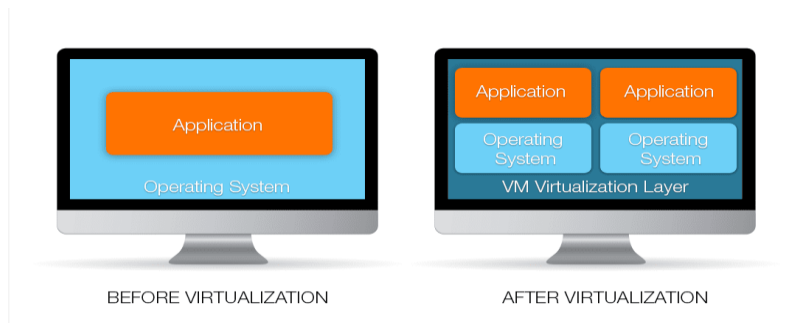 Application
Operating System
BEFORE VIRTUALIZATION
Application
Application
Operating
System
Operating
System
VM Virtualization Layer
AFTER VIRTUALIZATION